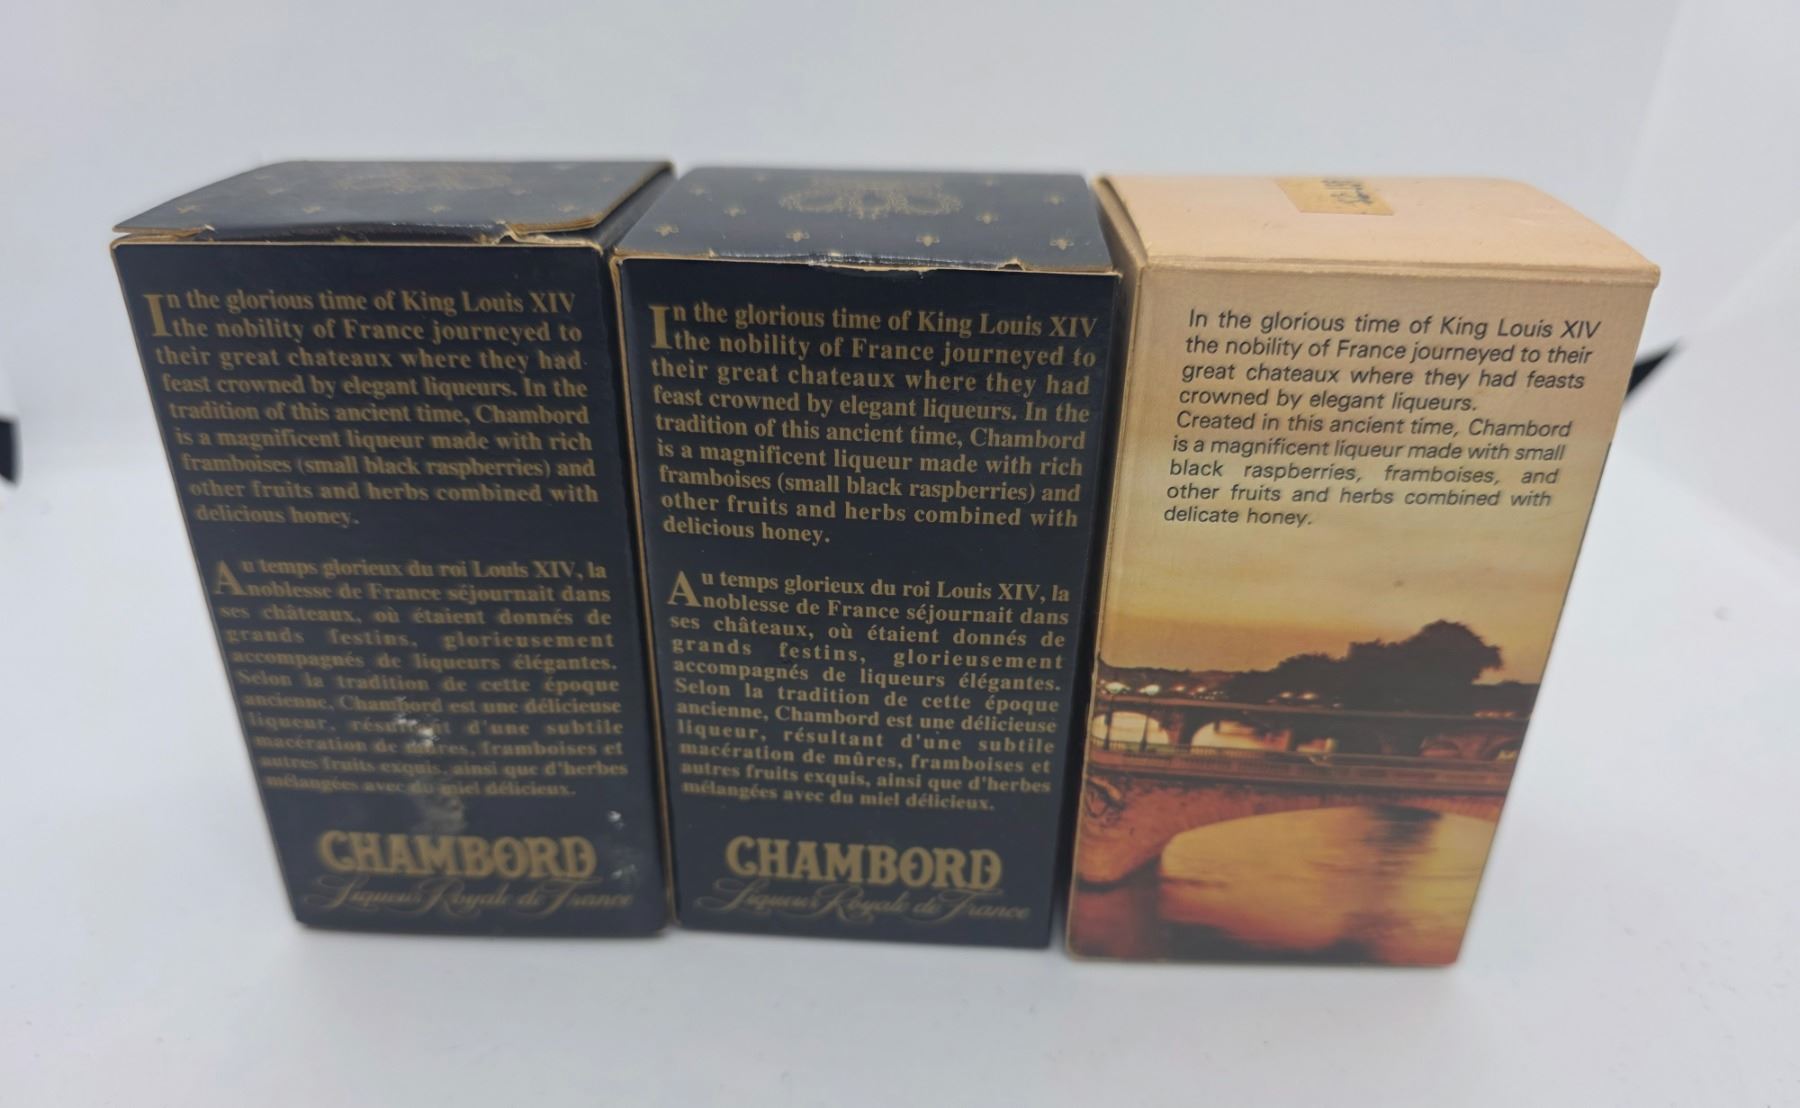 In the glorious time of King Louis XIV
the nobility of France journeyed to
their great chateaux where they had
feast crowned by elegant liqueurs. In the
tradition of this ancient time, Chambord
is a magnificent liqueur made with rich
framboises (small black raspberries) and
other fruits and herbs combined with
delicious honey.
Au temps glorieux du roi Louis XIV, la
noblesse de France séjournait dans
ses châteaux, où étaient donnés de
grands festins, glorieusement
accompagnés de liqueurs élégantes.
Selon la tradition de cette époque
ancienne, Chambord est une délicieuse
liqueur, résultant d'une subtile
macération de mûres, framboises et
autres fruits exquis, ainsi que d'herbes
mélangées avec du miel délicieux.
CHAMBORD
Liqueur Royale de France
In the glorious time of King Louis XIV
the nobility of France journeyed to
their great chateaux where they had
feast crowned by elegant liqueurs. In the
tradition of this ancient time, Chambord
is a magnificent liqueur made with rich
framboises (small black raspberries) and
other fruits and herbs combined with
delicious honey.
Au temps glorieux du roi Louis XIV, la
noblesse de France séjournait dans
ses châteaux, où étaient donnés de
grands festins, glorieusement
accompagnés de liqueurs élégantes.
Selon la tradition de cette époque
ancienne, Chambord est une délicieuse
liqueur, résultant d'une subtile
macération de mûres, framboises et
autres fruits exquis, ainsi que d'herbes
mélangées avec du miel délicieux.
CHAMBORD
Liqueur Royale de France
In the glorious time of King Louis XIV
the nobility of France journeyed to their
great chateaux where they had feasts
crowned by elegant liqueurs.
Created in this ancient time, Chambord
is a magnificent liqueur made with small
black raspberries, framboises, and
other fruits and herbs combined with
delicate honey.